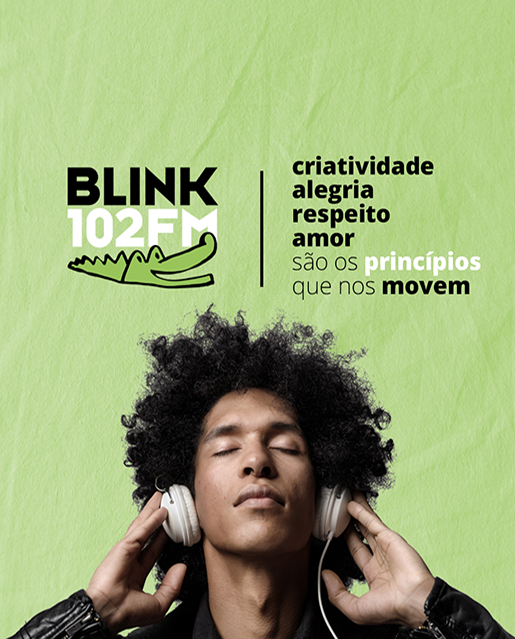 BLINK
102FM
criatividade
alegria
respeito
amor
são os princípios
que nos movem